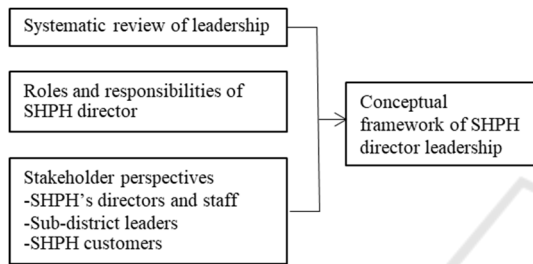 Systematic review of leadership
Roles and responsibilities of
SHPH director
Stakeholder perspectives
-SHPH's directors and staff
-Sub-district leaders
-SHPH customers
Conceptual
framework of SHPH
director leadership